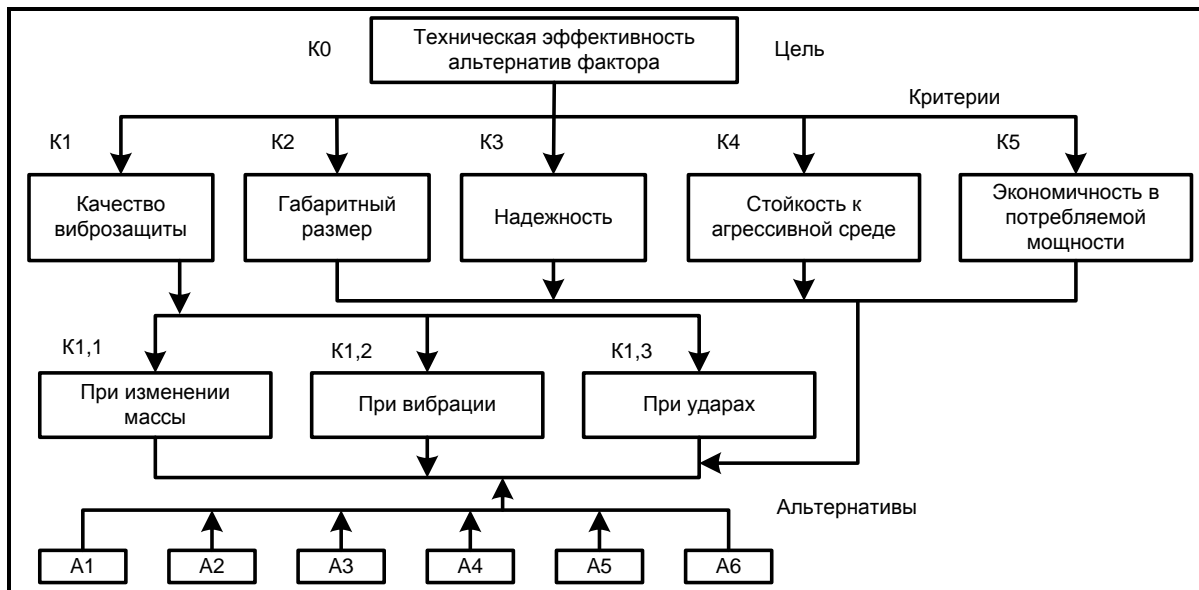 К0
Техническая эффективность
альтернатив фактора
Цель
Критерии
К1
К2
К3
К4
К5
Качество
виброзащиты
Габаритный
размер
Надежность
Стойкость к
агрессивной среде
Экономичность в
потребляемой
мощности
К1,1
К1,2
К1,3
При изменении
массы
При вибрации
При ударах
Альтернативы
А1
А2
А3
А4
А5
А6